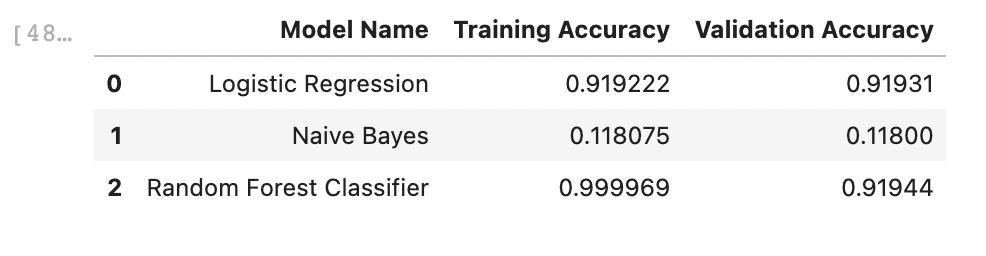 [48… Model Name Training Accuracy Validation Accuracy
0 Logistic Regression 0.919222 0.91931
1 Naive Bayes 0.118075 0.11800
2 Random Forest Classifier 0.999969 0.91944